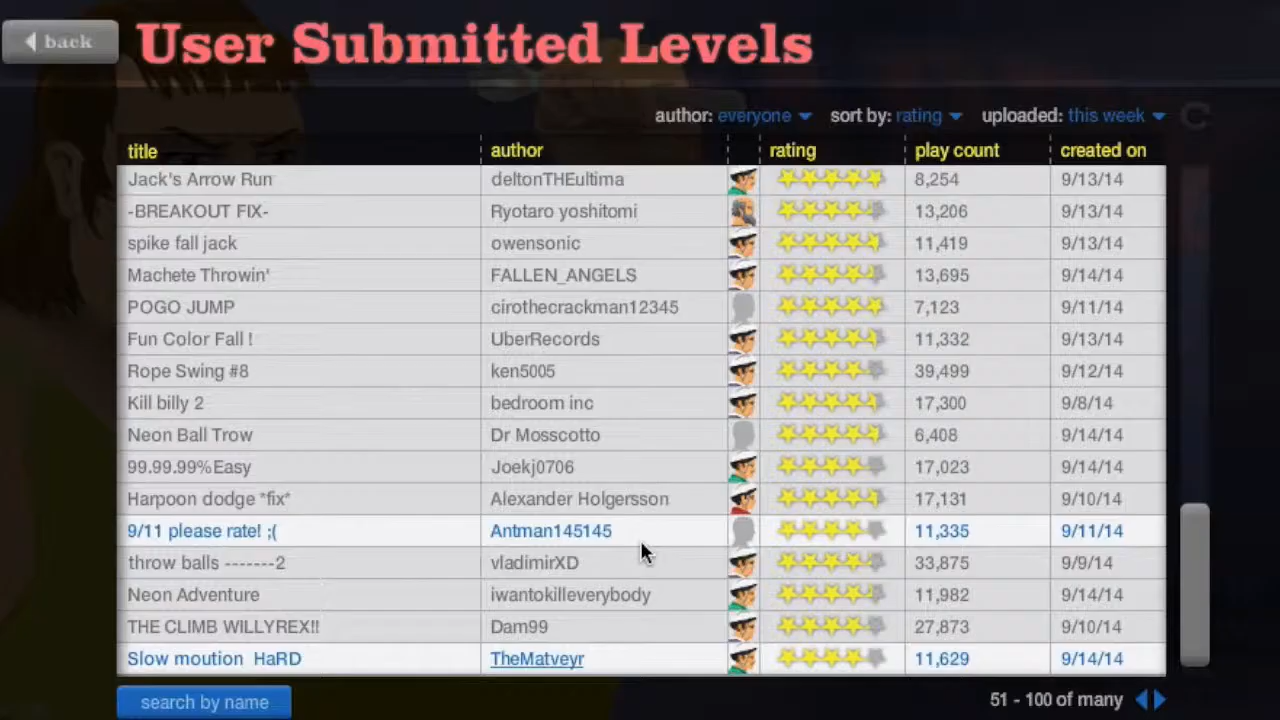 back User Submitted Levels
author: everyone sort by: rating uploaded: this week
title author rating play count created on
Jack's Arrow Run deltonTHEultima 8,254 9/13/14
-BREAKOUT FIX- Ryotaro yoshitomi 13,206 9/13/14
spike fall jack owensonic 11,419 9/13/14
Machete Throwin' FALLEN_ANGELS 13,695 9/14/14
POGO JUMP cirothecrackman12345 7,123 9/11/14
Fun Color Fall ! UberRecords 11,332 9/13/14
Rope Swing #8 ken5005 39,499 9/12/14
Kill billy 2 bedroom inc 17,300 9/8/14
Neon Ball Trow Dr Mosscotto 6,408 9/14/14
99.99.99%Easy Joekj0706 17,023 9/14/14
Harpoon dodge *fix* Alexander Holgersson 17,131 9/10/14
9/11 please rate! ;( Antman145145 11,335 9/11/14
throw balls -------2 vladimirXD 33,875 9/9/14
Neon Adventure iwantokilleverybody 11,982 9/14/14
THE CLIMB WILLYREX!! Dam99 27,873 9/10/14
Slow moution HaRD TheMatveyr 11,629 9/14/14
search by name 51 - 100 of many